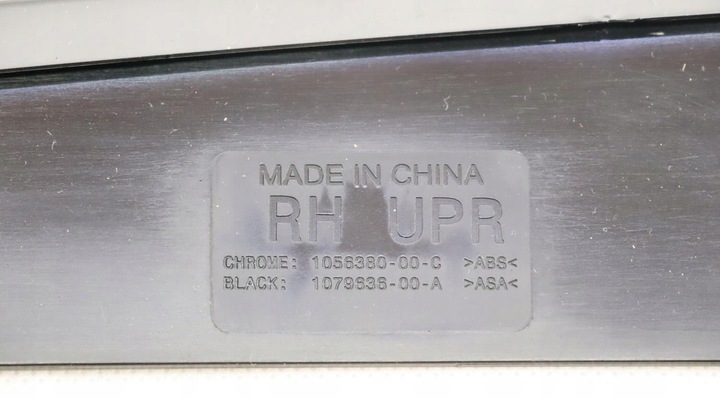 MADE IN CHINA
RH UPR
CHROME: 1056380-00-C >ABS<
BLACK: 1079636-00-A >ASA<